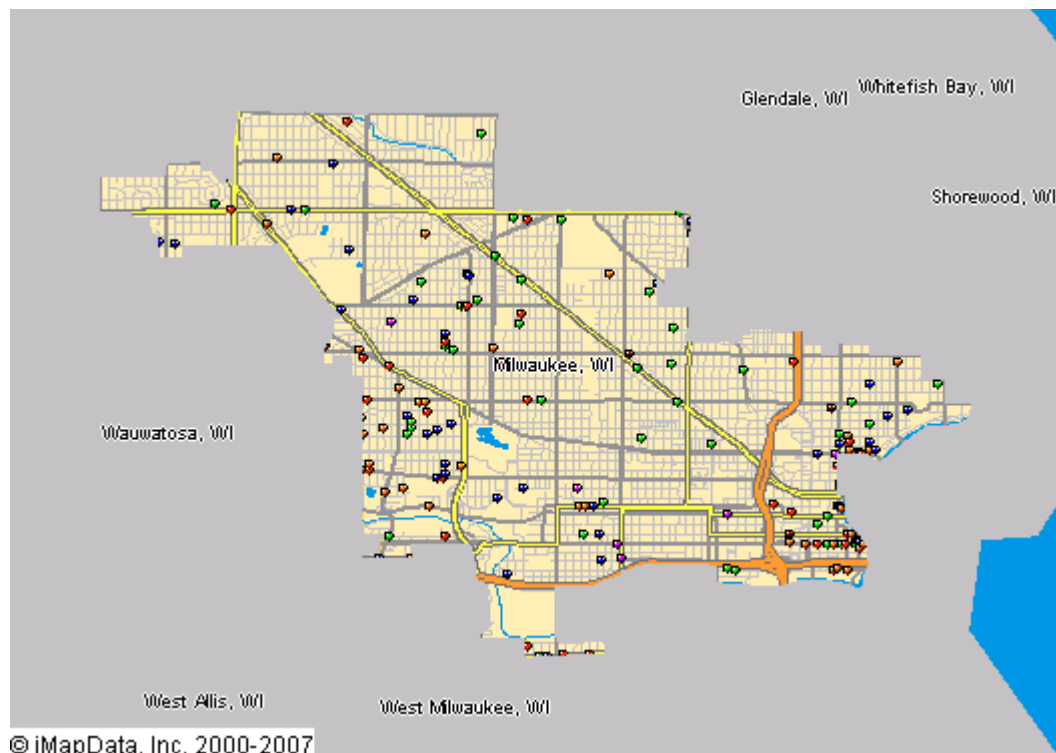 Glendale, WI
Whitefish Bay, WI
Shorewood, WI
Milwaukee, WI
Wauwatosa, WI
West Allis, WI
West Milwaukee, WI
© iMapData, Inc. 2000-2007